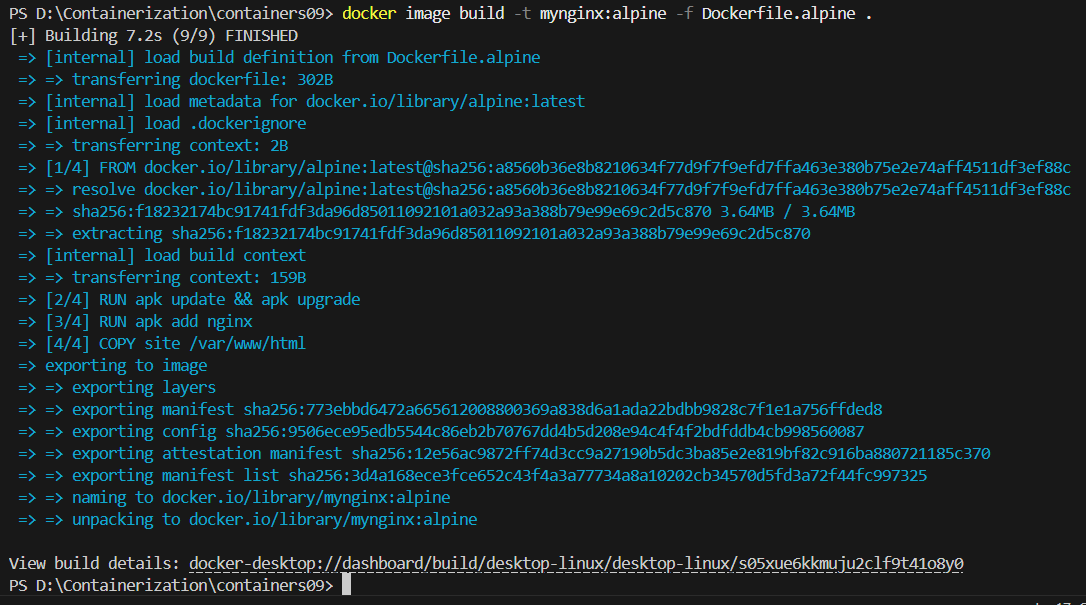 PS D:\Containerization\containers09> docker image build -t mynginx:alpine -f Dockerfile.alpine .
[+] Building 7.2s (9/9) FINISHED
=> [internal] load build definition from Dockerfile.alpine
=> => transferring dockerfile: 302B
=> [internal] load metadata for docker.io/library/alpine:latest
=> [internal] load .dockerignore
=> => transferring context: 2B
=> [1/4] FROM docker.io/library/alpine:latest@sha256:a8560b36e8b8210634f77d9f7f9efd7ffa463e380b75e2e74aff4511df3ef88c
=> => resolve docker.io/library/alpine:latest@sha256:a8560b36e8b8210634f77d9f7f9efd7ffa463e380b75e2e74aff4511df3ef88c
=> => sha256:f18232174bc91741fdf3da96d85011092101a032a93a388b79e99e69c2d5c870 3.64MB / 3.64MB
=> => extracting sha256:f18232174bc91741fdf3da96d85011092101a032a93a388b79e99e69c2d5c870
=> [internal] load build context
=> => transferring context: 159B
=> [2/4] RUN apk update && apk upgrade
=> [3/4] RUN apk add nginx
=> [4/4] COPY site /var/www/html
=> exporting to image
=> => exporting layers
=> => exporting manifest sha256:773ebbd6472a665612008800369a838d6a1ada22bdbb9828c7f1e1a756ffded8
=> => exporting config sha256:9506ece95edb5544c86eb2b70767dd4b5d208e94c4f4f2bdfddb4cb998560087
=> => exporting attestation manifest sha256:12e56ac9872ff74d3cc9a27190b5dc3ba85e2e819bf82c916ba880721185c370
=> => exporting manifest list sha256:3d4a168ece3fce652c43f4a3a77734a8a10202cb34570d5fd3a72f44fc997325
=> => naming to docker.io/library/mynginx:alpine
=> => unpacking to docker.io/library/mynginx:alpine
View build details: docker-desktop://dashboard/build/desktop-linux/desktop-linux/s05xue6kkmuju2clf9t41o8y0
PS D:\Containerization\containers09>